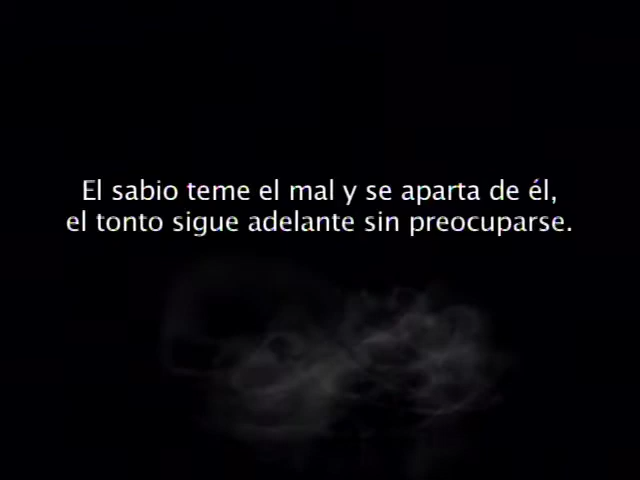 El sabio teme el mal y se aparta de él,
el tonto sigue adelante sin preocuparse.